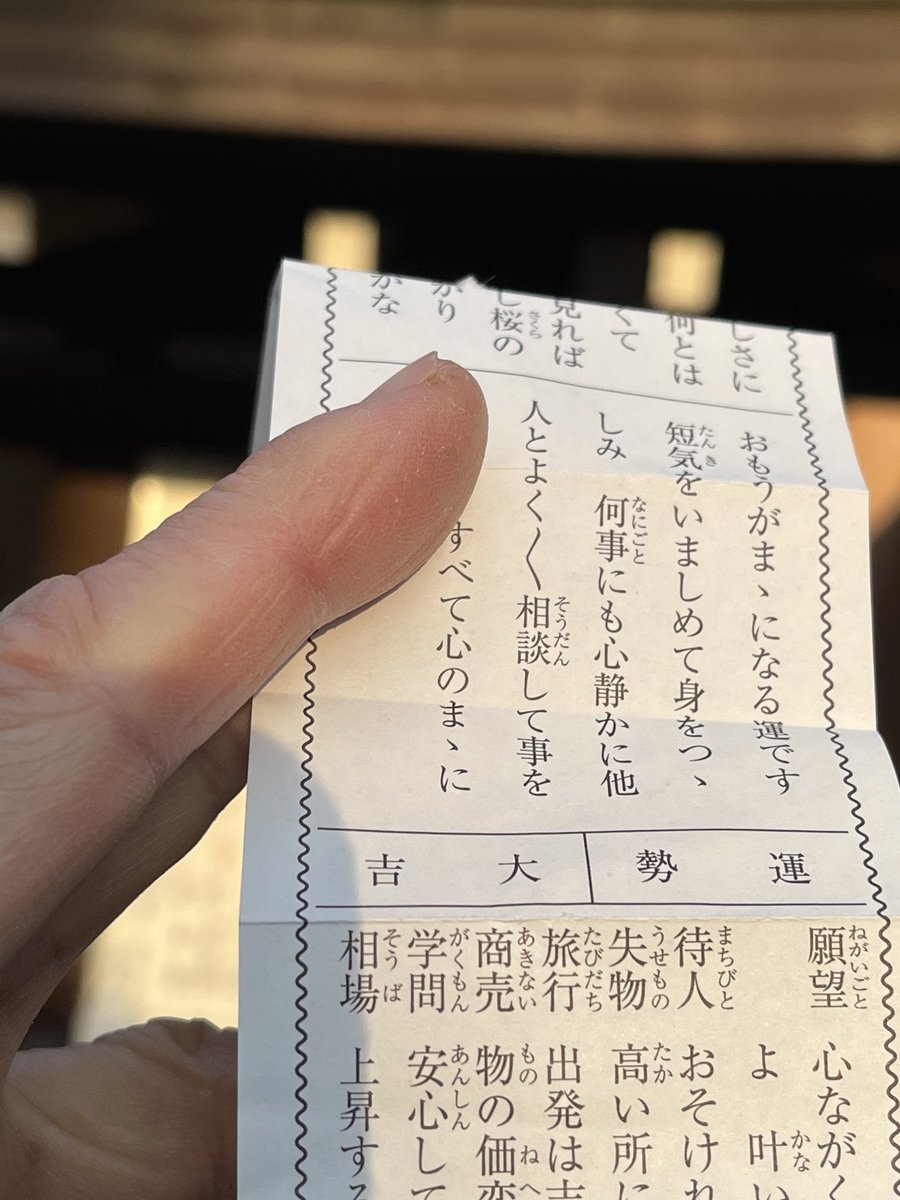 しさに
何とは
くて
見れば
し桜の
がり
がな
おもうがまゝになる運です
短気をいましめて身をつゝ
しみ　何事にも心静かに他
人とよく〱相談して事を
すべて心のまゝに
運勢　大吉
願望　心ながく
よ　叶い
待人　おそけれ
失物　高い所に
旅行　出発は吉
商売　物の価変
学問　安心して
相場　上昇する